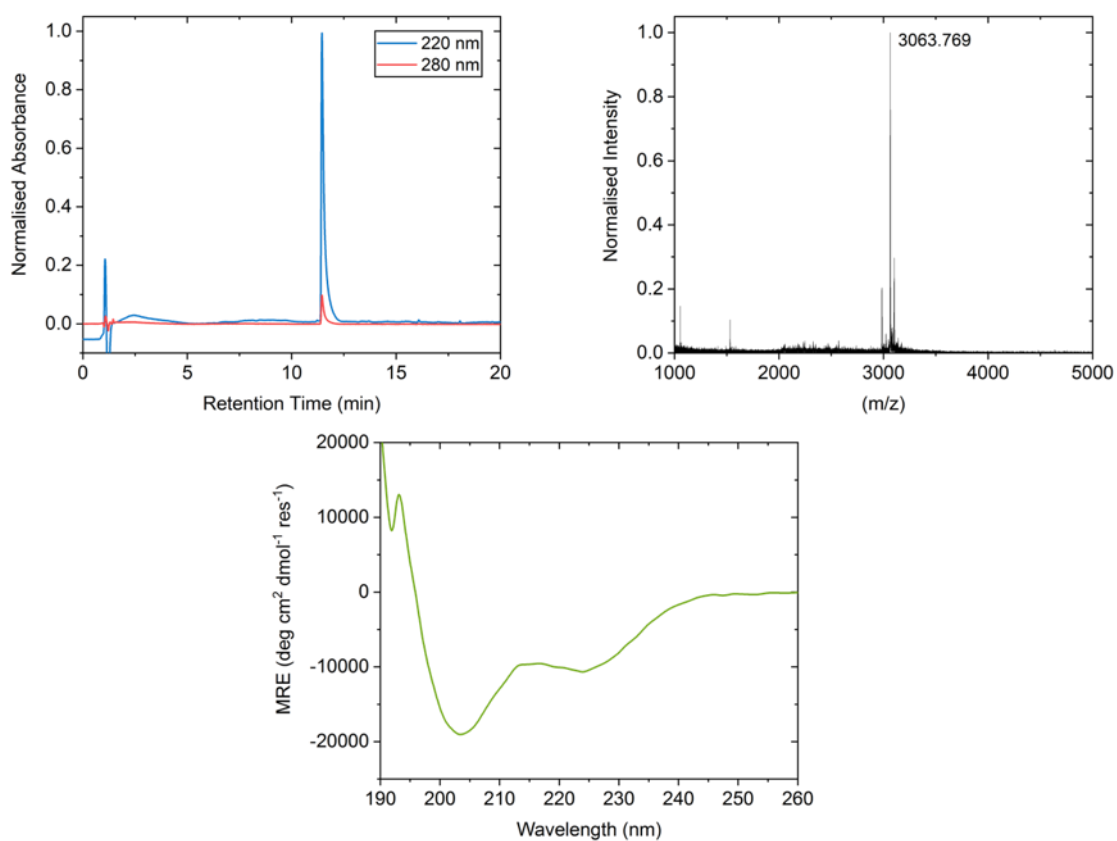 220 nm
280 nm
1.0
0.8
0.6
0.4
0.2
0.0
Normalised Absorbance
0 5 10 15 20
Retention Time (min)
3063.769
1.0
0.8
0.6
0.4
0.2
0.0
Normalised Intensity
1000 2000 3000 4000 5000
(m/z)
20000
10000
0
-10000
-20000
MRE (deg cm² dmol⁻¹ res⁻¹)
190 200 210 220 230 240 250 260
Wavelength (nm)